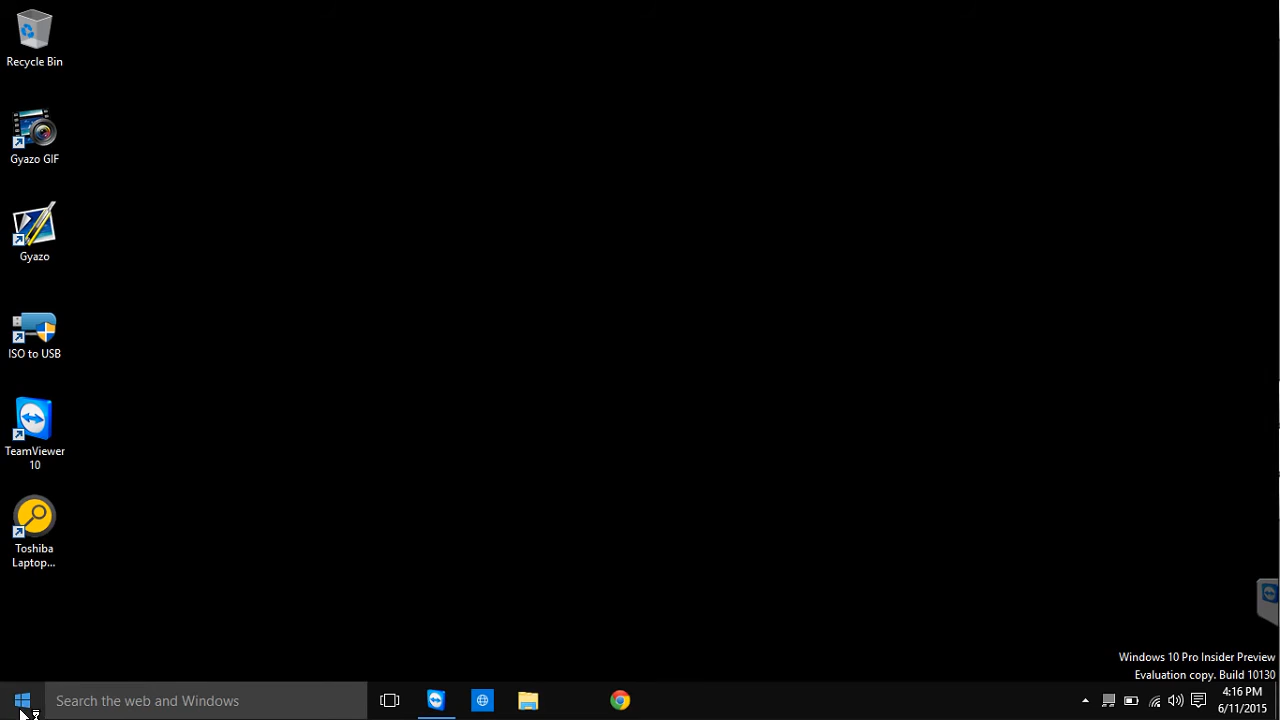 Recycle Bin
Gyazo GIF
Gyazo
ISO to USB
TeamViewer
10
Toshiba
Laptop...
Windows 10 Pro Insider Preview
Evaluation copy. Build 10130
Search the web and Windows
4:16 PM
6/11/2015